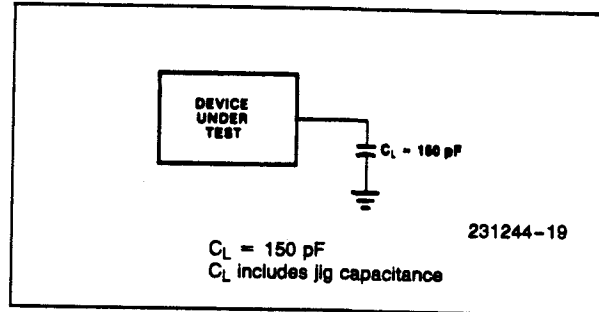 DEVICE
UNDER
TEST
C_L = 150 pF
231244-19
C_L = 150 pF
C_L includes jig capacitance